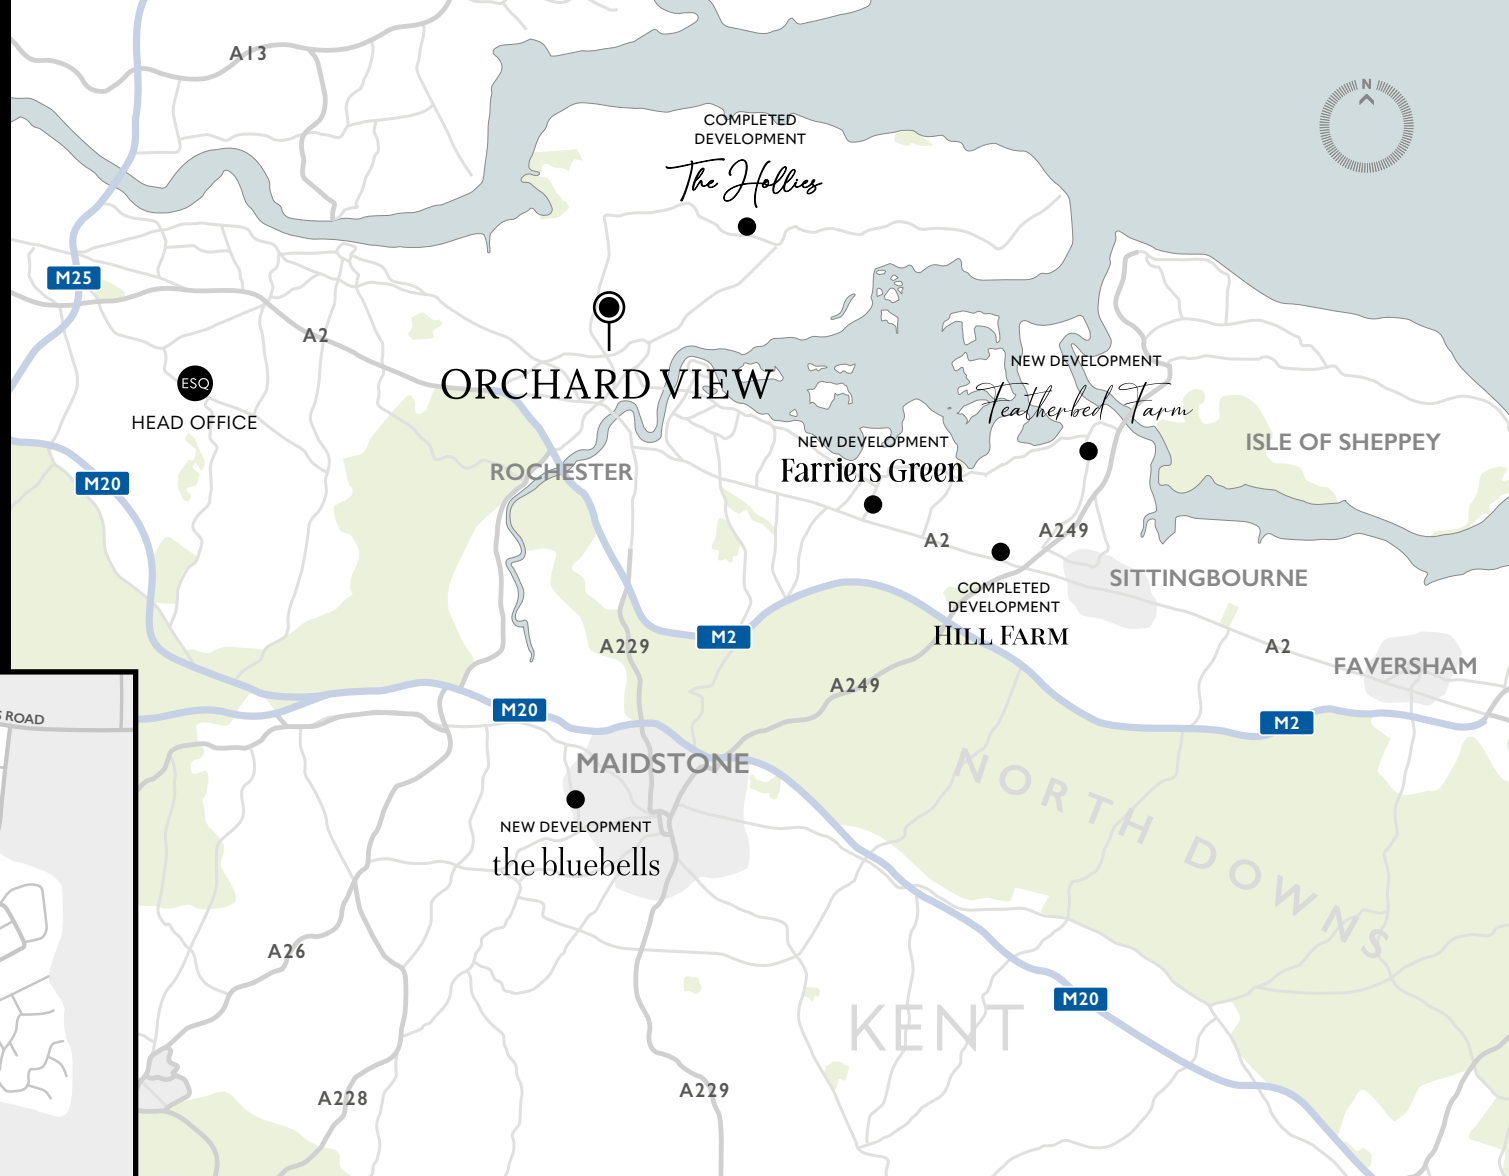 A13
N
COMPLETED
DEVELOPMENT
The Hollies
M25
A2
NEW DEVELOPMENT
Featherbed Farm
ESQ
HEAD OFFICE
ORCHARD VIEW
ISLE OF SHEPPEY
NEW DEVELOPMENT
Farriers Green
ROCHESTER
M20
A2
A249
SITTINGBOURNE
COMPLETED
DEVELOPMENT
HILL FARM
M2
A229
A2
FAVERSHAM
A249
M20
S ROAD
M2
MAIDSTONE
NORTH DOWNS
NEW DEVELOPMENT
the bluebells
A26
M20
KENT
A228
A229